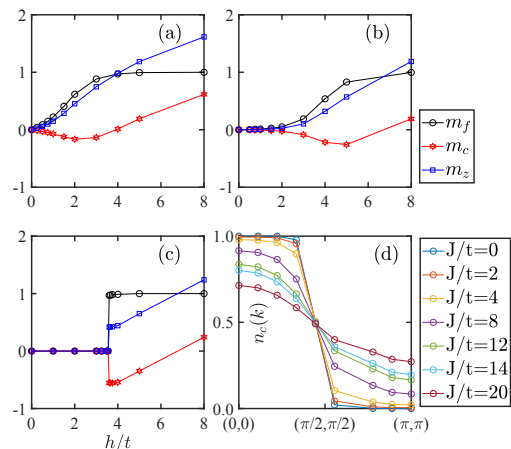 (a)
2
1
0
-1
0
2
4
6
8
(b)
2
1
0
-1
0
2
4
6
8
m_f
m_c
m_z
(c)
2
1
0
-1
0
2
4
6
8
h/t
(d)
n_c(k)
1.0
0.5
0.0
(0,0)
(π/2,π/2)
(π,π)
J/t=0
J/t=2
J/t=4
J/t=8
J/t=12
J/t=14
J/t=20